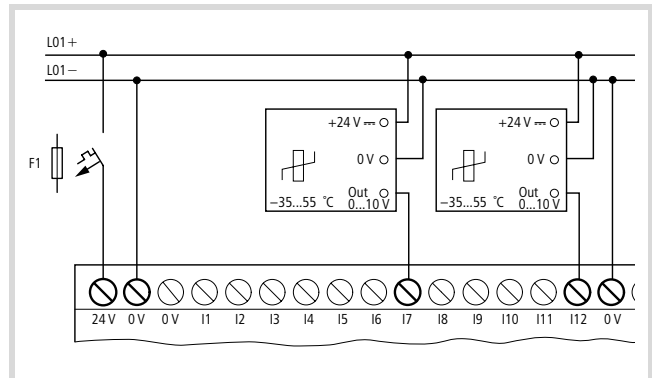 L01+
L01−
+24 V ⎓
+24 V ⎓
F1
0 V
0 V
Out
Out
−35...55 °C 0...10 V
−35...55 °C 0...10 V
24 V 0 V 0 V I1 I2 I3 I4 I5 I6 I7 I8 I9 I10 I11 I12 0 V